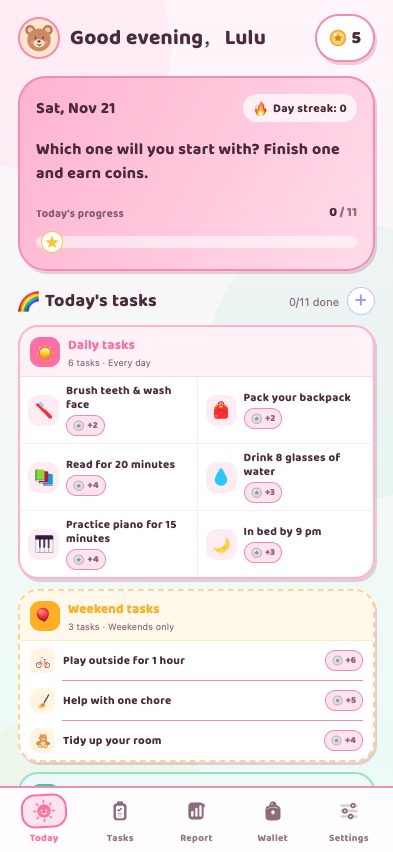 Good evening, Lulu
5
Sat, Nov 21
Day streak: 0
Which one will you start with? Finish one
and earn coins.
Today's progress
0 / 11
Today's tasks
0/11 done
Daily tasks
6 tasks · Every day
Brush teeth & wash
face
+2
Pack your backpack
+2
Read for 20 minutes
+4
Drink 8 glasses of
water
+3
Practice piano for 15
minutes
+4
In bed by 9 pm
+3
Weekend tasks
3 tasks · Weekends only
Play outside for 1 hour
+6
Help with one chore
+5
Tidy up your room
+4
Today
Tasks
Report
Wallet
Settings